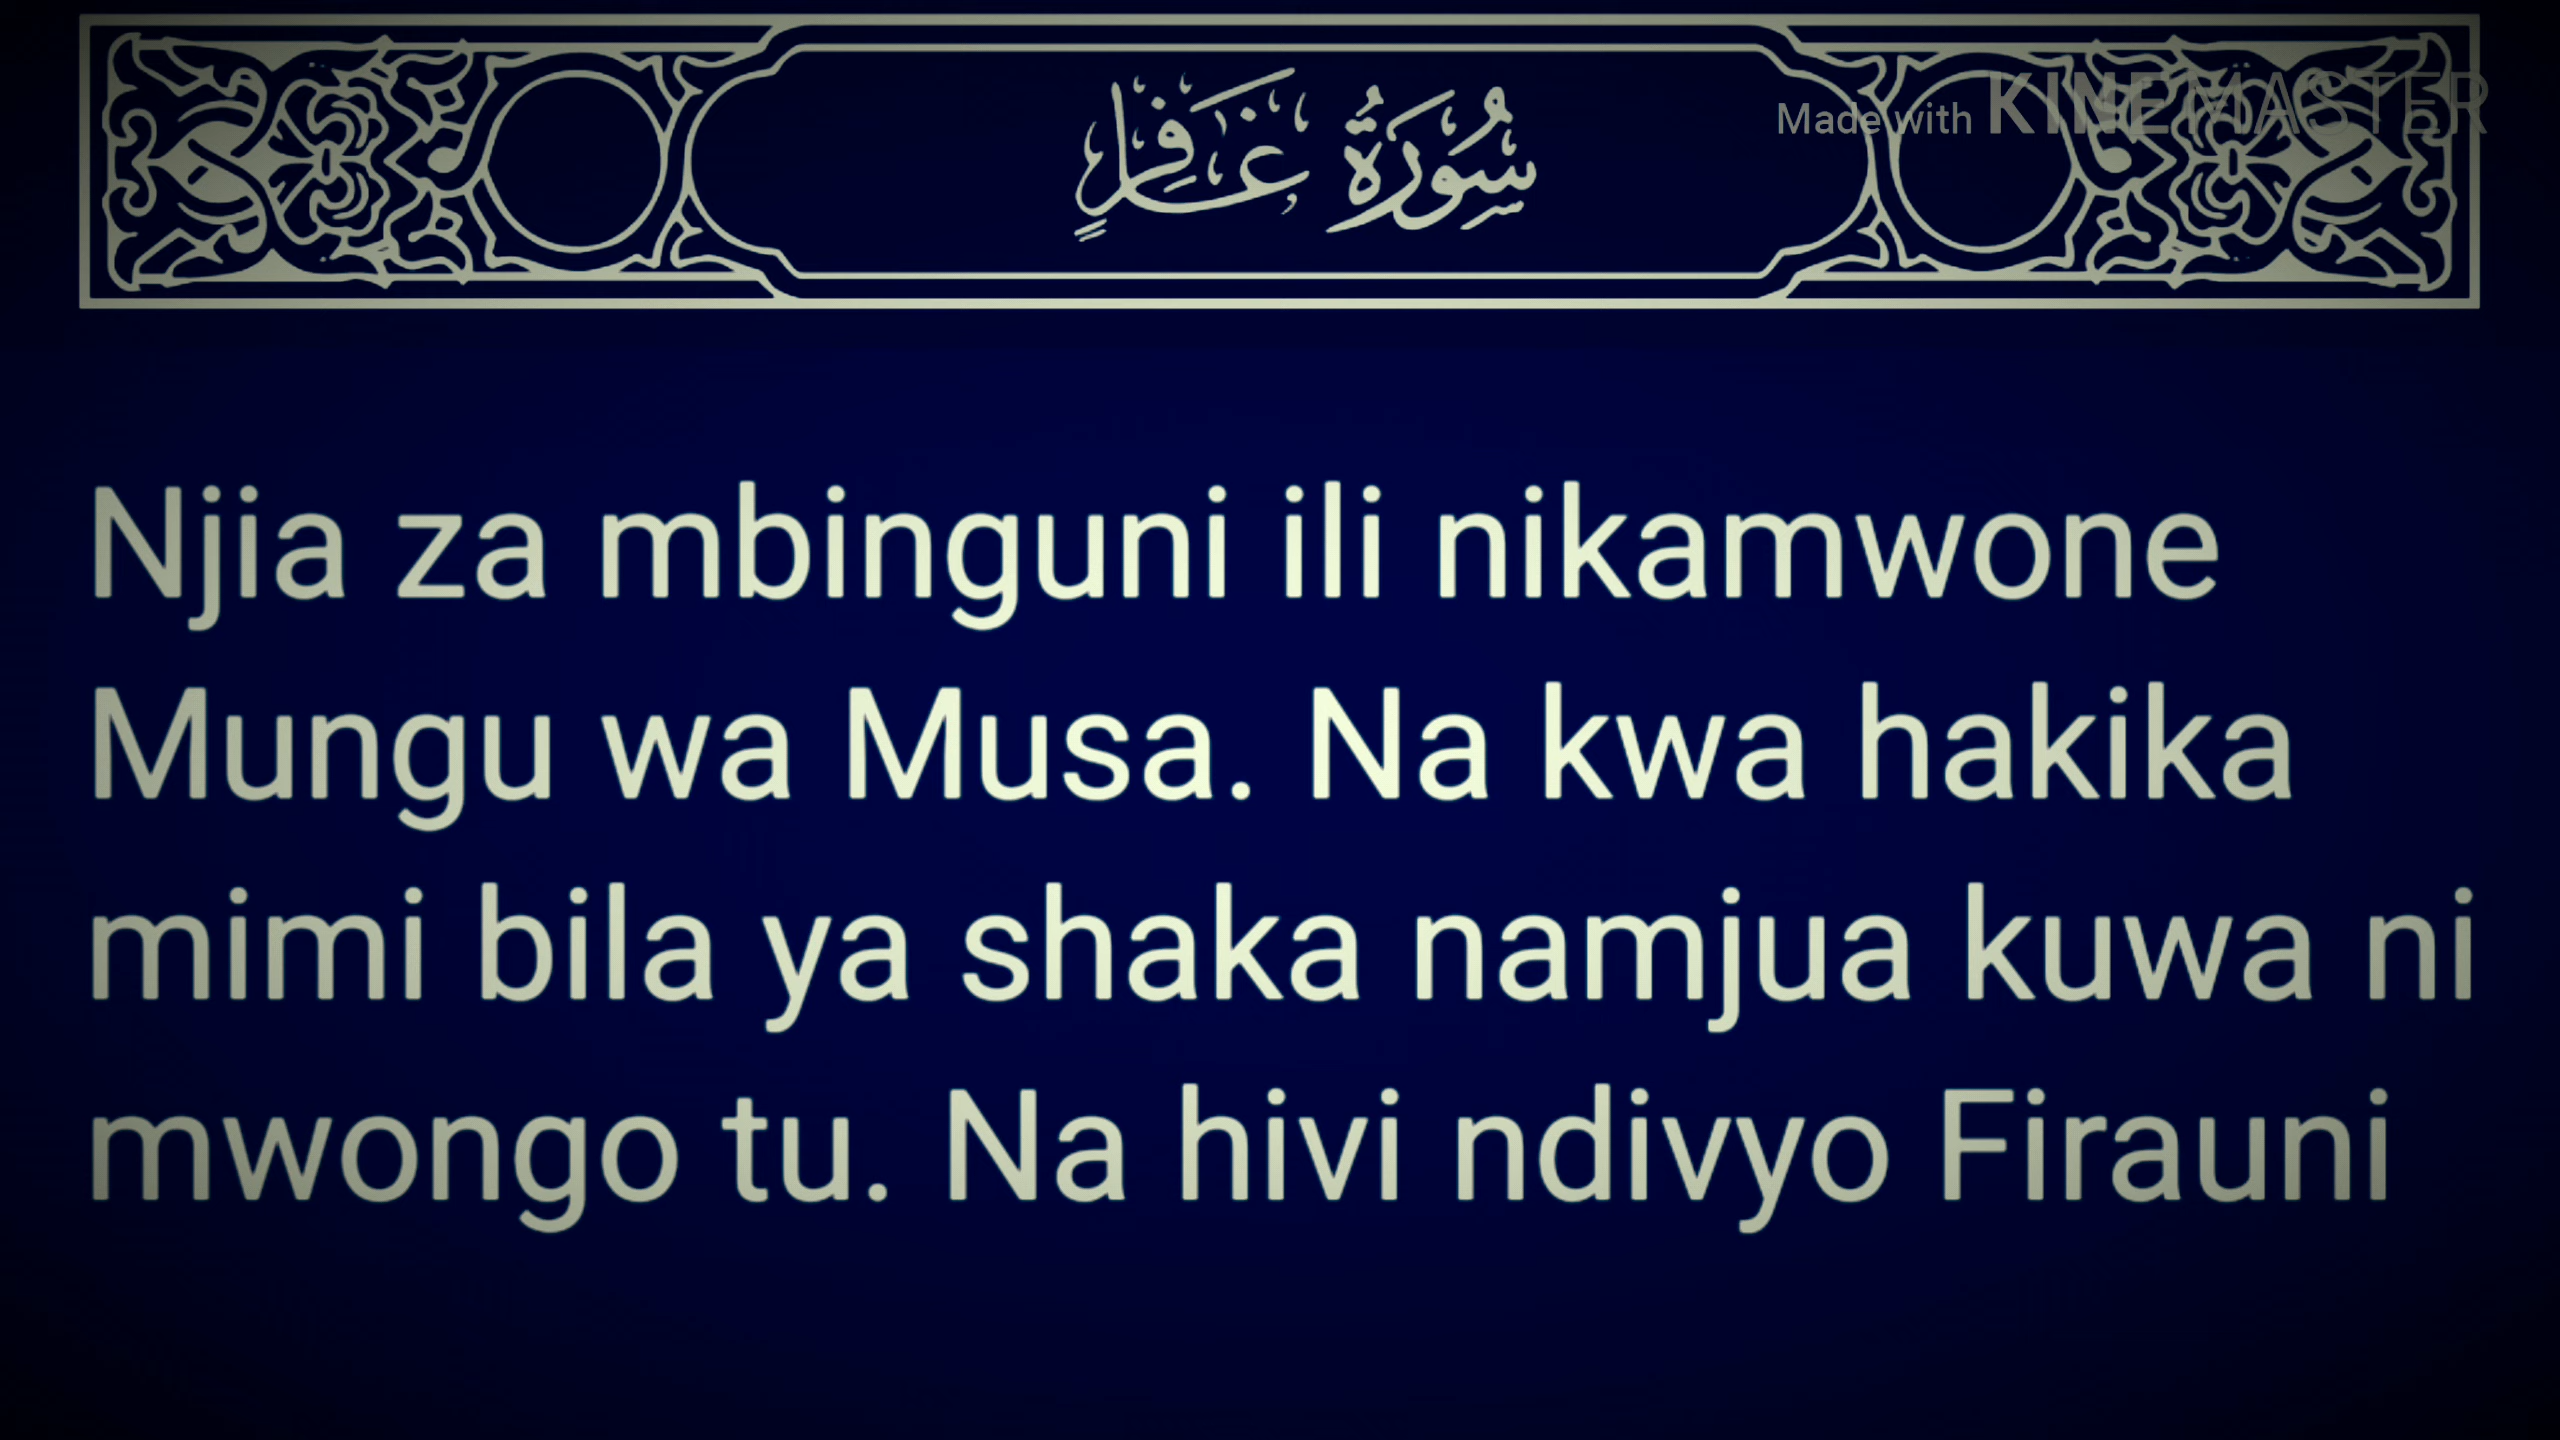 سُورَةُ غَافِرٍ
Made with KINEMASTER
Njia za mbinguni ili nikamwone
Mungu wa Musa. Na kwa hakika
mimi bila ya shaka namjua kuwa ni
mwongo tu. Na hivi ndivyo Firauni